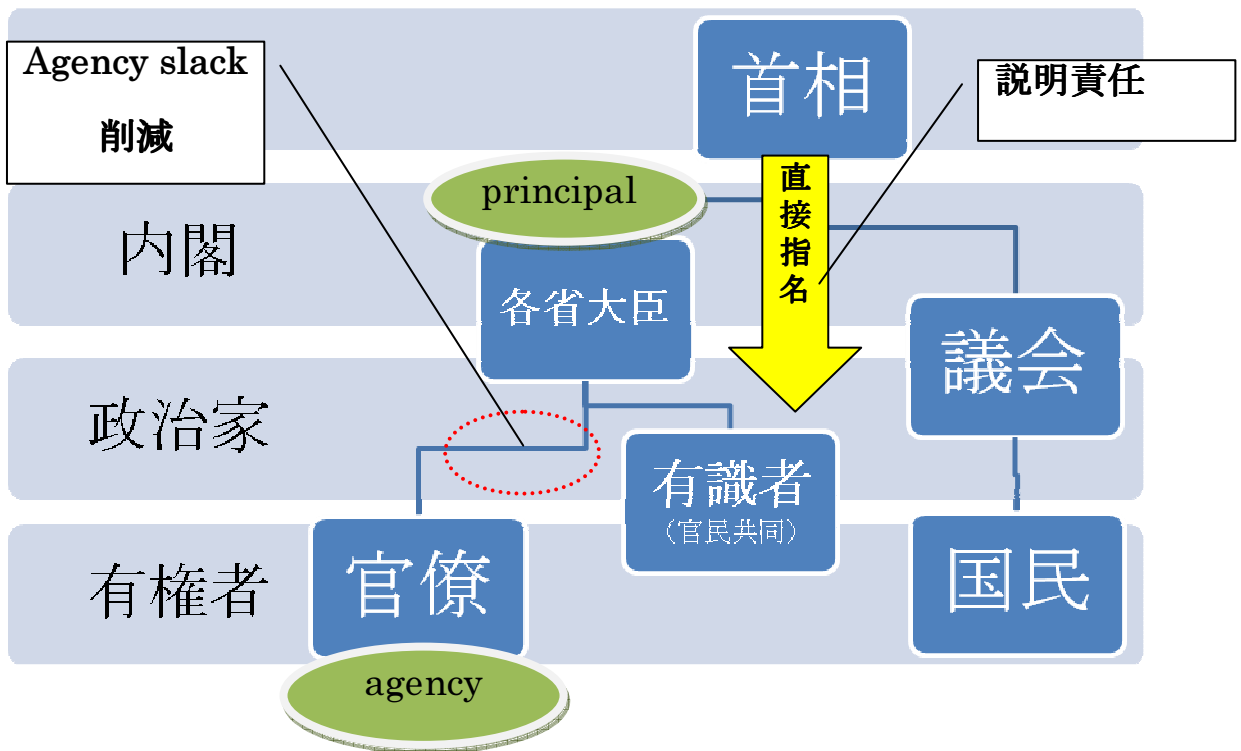 Agency slack
削減
首相
説明責任
principal
直接指名
内閣
各省大臣
議会
政治家
有識者
(官民共同)
有権者
官僚
国民
agency